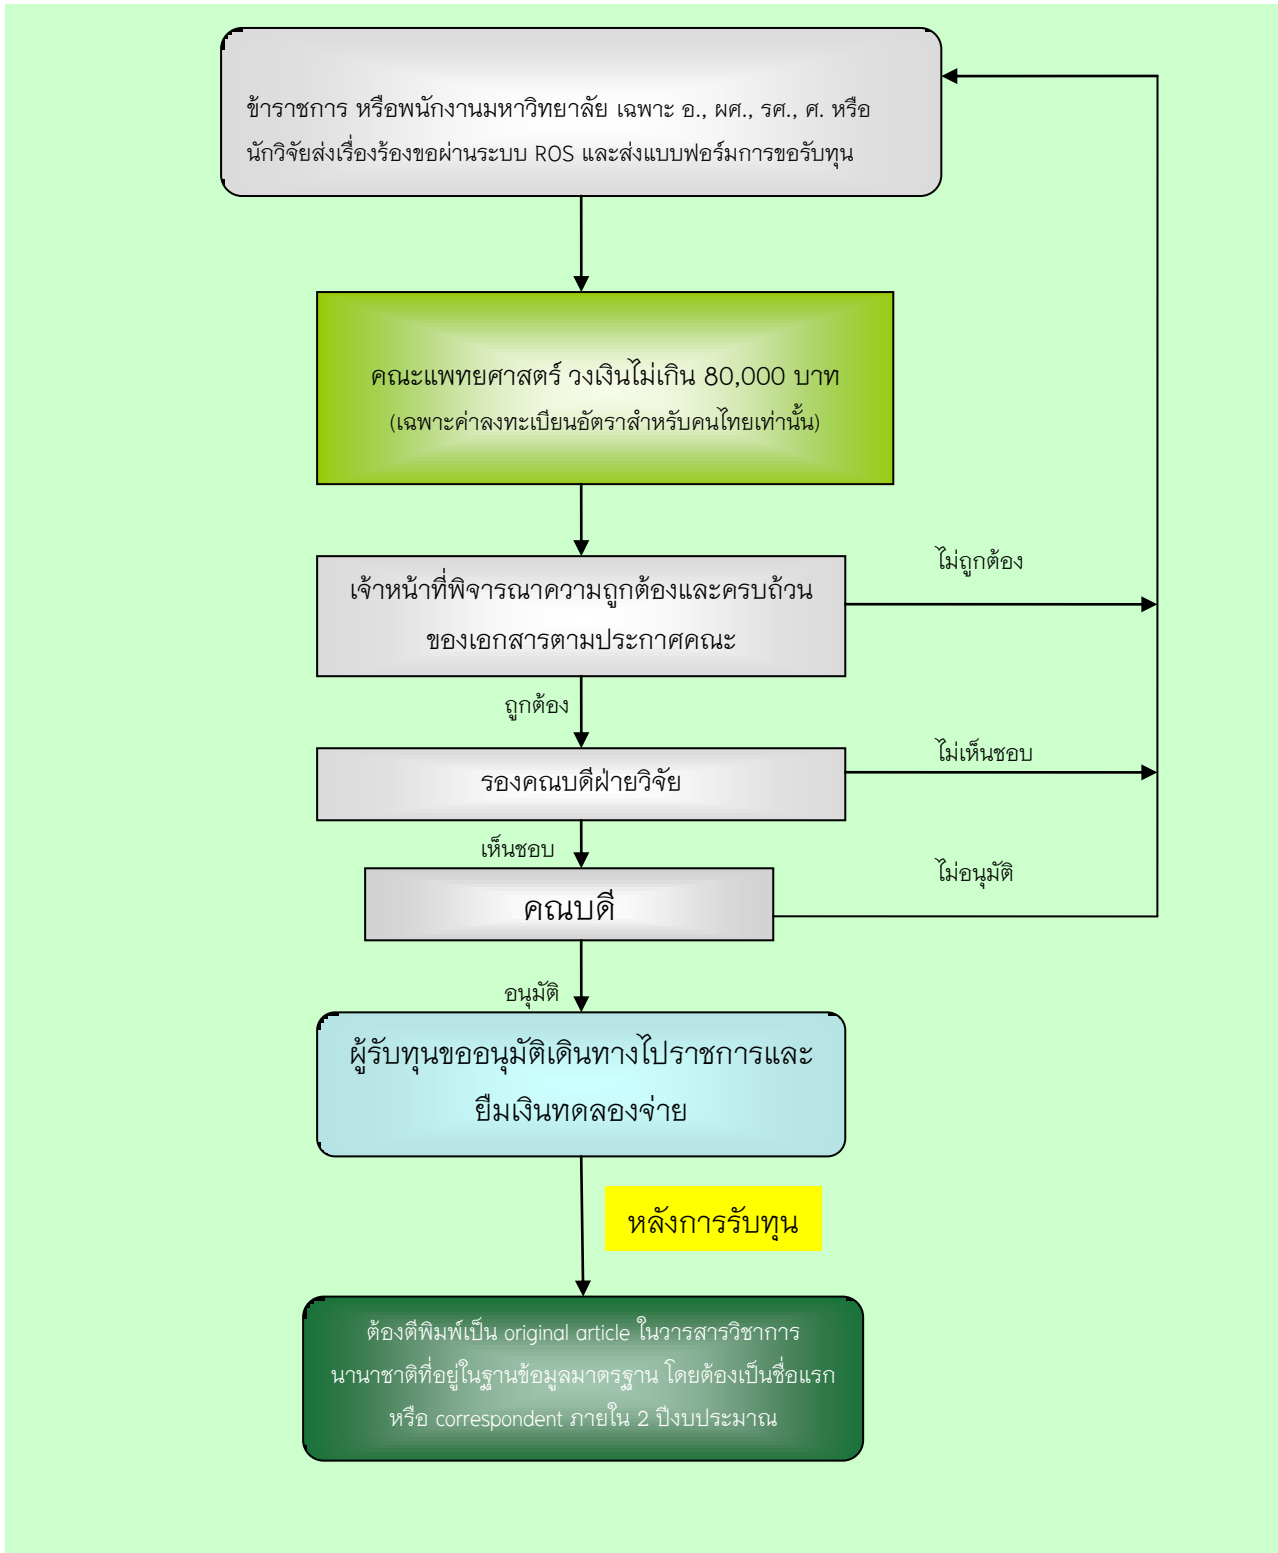 ข้าราชการ หรือพนักงานมหาวิทยาลัย เฉพาะ อ., ผศ., รศ., ศ. หรือ
นักวิจัยส่งเรื่องร้องขอผ่านระบบ ROS และส่งแบบฟอร์มการขอรับทุน
คณะแพทยศาสตร์ วงเงินไม่เกิน 80,000 บาท
(เฉพาะค่าลงทะเบียนอัตราสำหรับคนไทยเท่านั้น)
ไม่ถูกต้อง
เจ้าหน้าที่พิจารณาความถูกต้องและครบถ้วน
ของเอกสารตามประกาศคณะ
ถูกต้อง
ไม่เห็นชอบ
รองคณบดีฝ่ายวิจัย
เห็นชอบ
ไม่อนุมัติ
คณบดี
อนุมัติ
ผู้รับทุนขออนุมัติเดินทางไปราชการและ
ยืมเงินทดลองจ่าย
หลังการรับทุน
ต้องตีพิมพ์เป็น original article ในวารสารวิชาการ
นานาชาติที่อยู่ในฐานข้อมูลมาตรฐาน โดยต้องเป็นชื่อแรก
หรือ correspondent ภายใน 2 ปีงบประมาณ